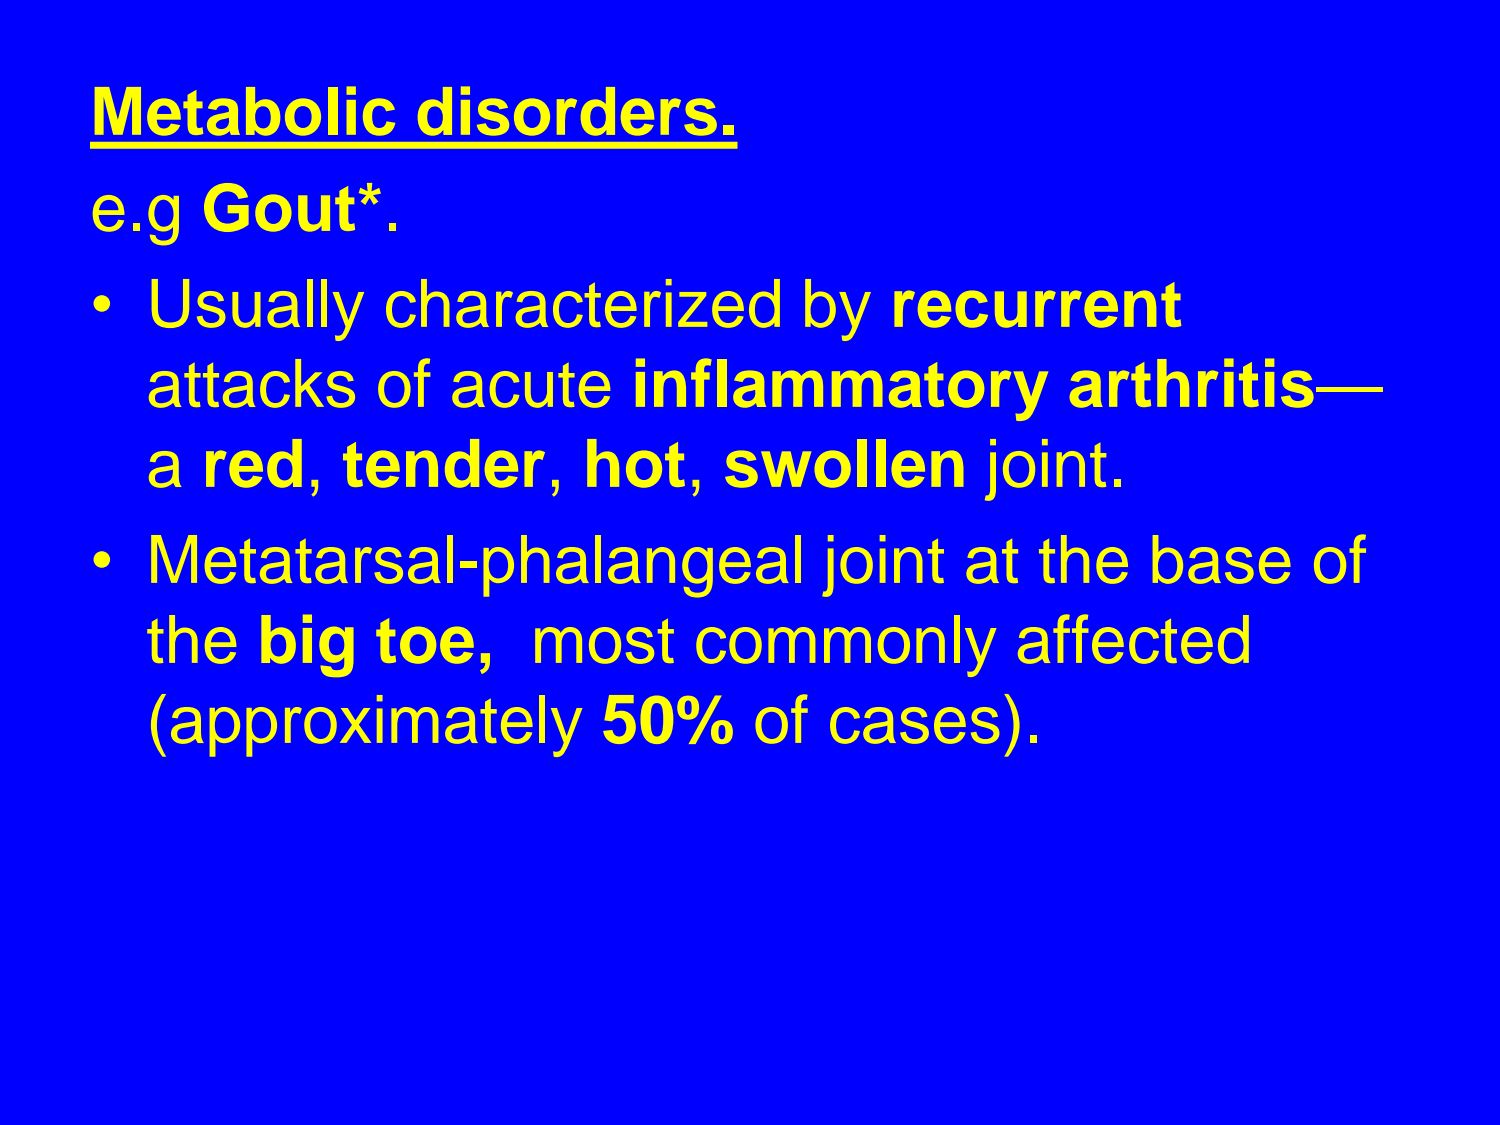 Metabolic disorders.
e.g Gout*.
• Usually characterized by recurrent
attacks of acute inflammatory arthritis—
a red, tender, hot, swollen joint.
• Metatarsal-phalangeal joint at the base of
the big toe,  most commonly affected
(approximately 50% of cases).